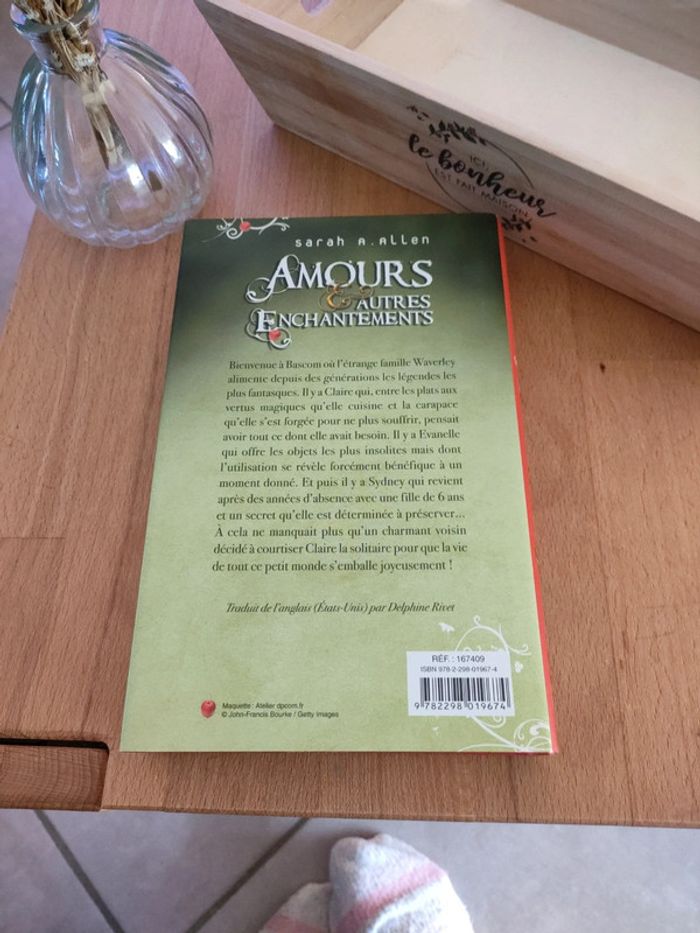 ICI
le bonheur
EST FAIT MAISON
sarah A. Allen
AMOURS
& AUTRES
ENCHANTEMENTS
Bienvenue à Bascom où l'étrange famille Waverley
alimente depuis des générations les légendes les
plus fantasques. Il y a Claire qui, entre les plats aux
vertus magiques qu'elle cuisine et la carapace
qu'elle s'est forgée pour ne plus souffrir, pensait
avoir tout ce dont elle avait besoin. Il y a Evanelle
qui offre les objets les plus insolites mais dont
l'utilisation se révèle forcément bénéfique à un
moment donné. Et puis il y a Sydney qui revient
après des années d'absence avec une fille de 6 ans
et un secret qu'elle est déterminée à préserver…
À cela ne manquait plus qu'un charmant voisin
décidé à courtiser Claire la solitaire pour que la vie
de tout ce petit monde s'emballe joyeusement !
Traduit de l'anglais (États-Unis) par Delphine Rivet
RÉF. : 167409
ISBN 978-2-298-01967-4
9 782298 019674
Maquette : Atelier dpcom.fr
© John-Francis Bourke / Getty Images